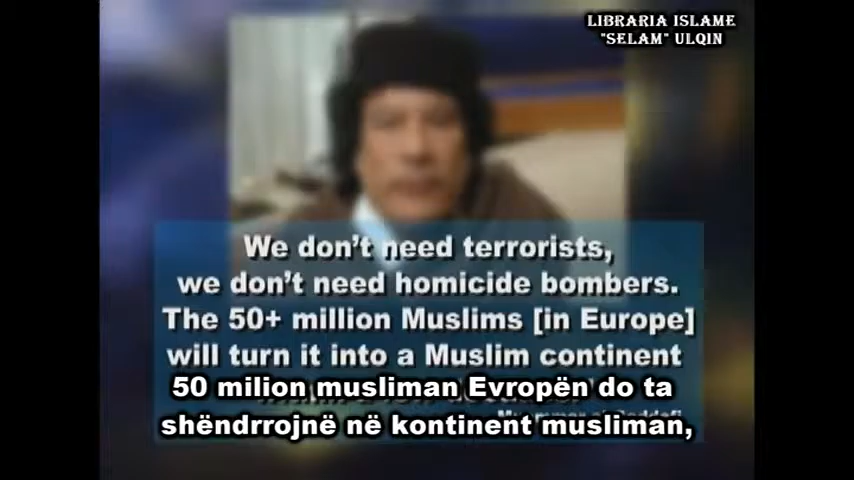 LIBRARIA ISLAME
"SELAM" ULQIN
We don't need terrorists,
we don't need homicide bombers.
The 50+ million Muslims [in Europe]
will turn it into a Muslim continent
50 milion musliman Evropën do ta
shëndrrojnë në kontinent musliman,